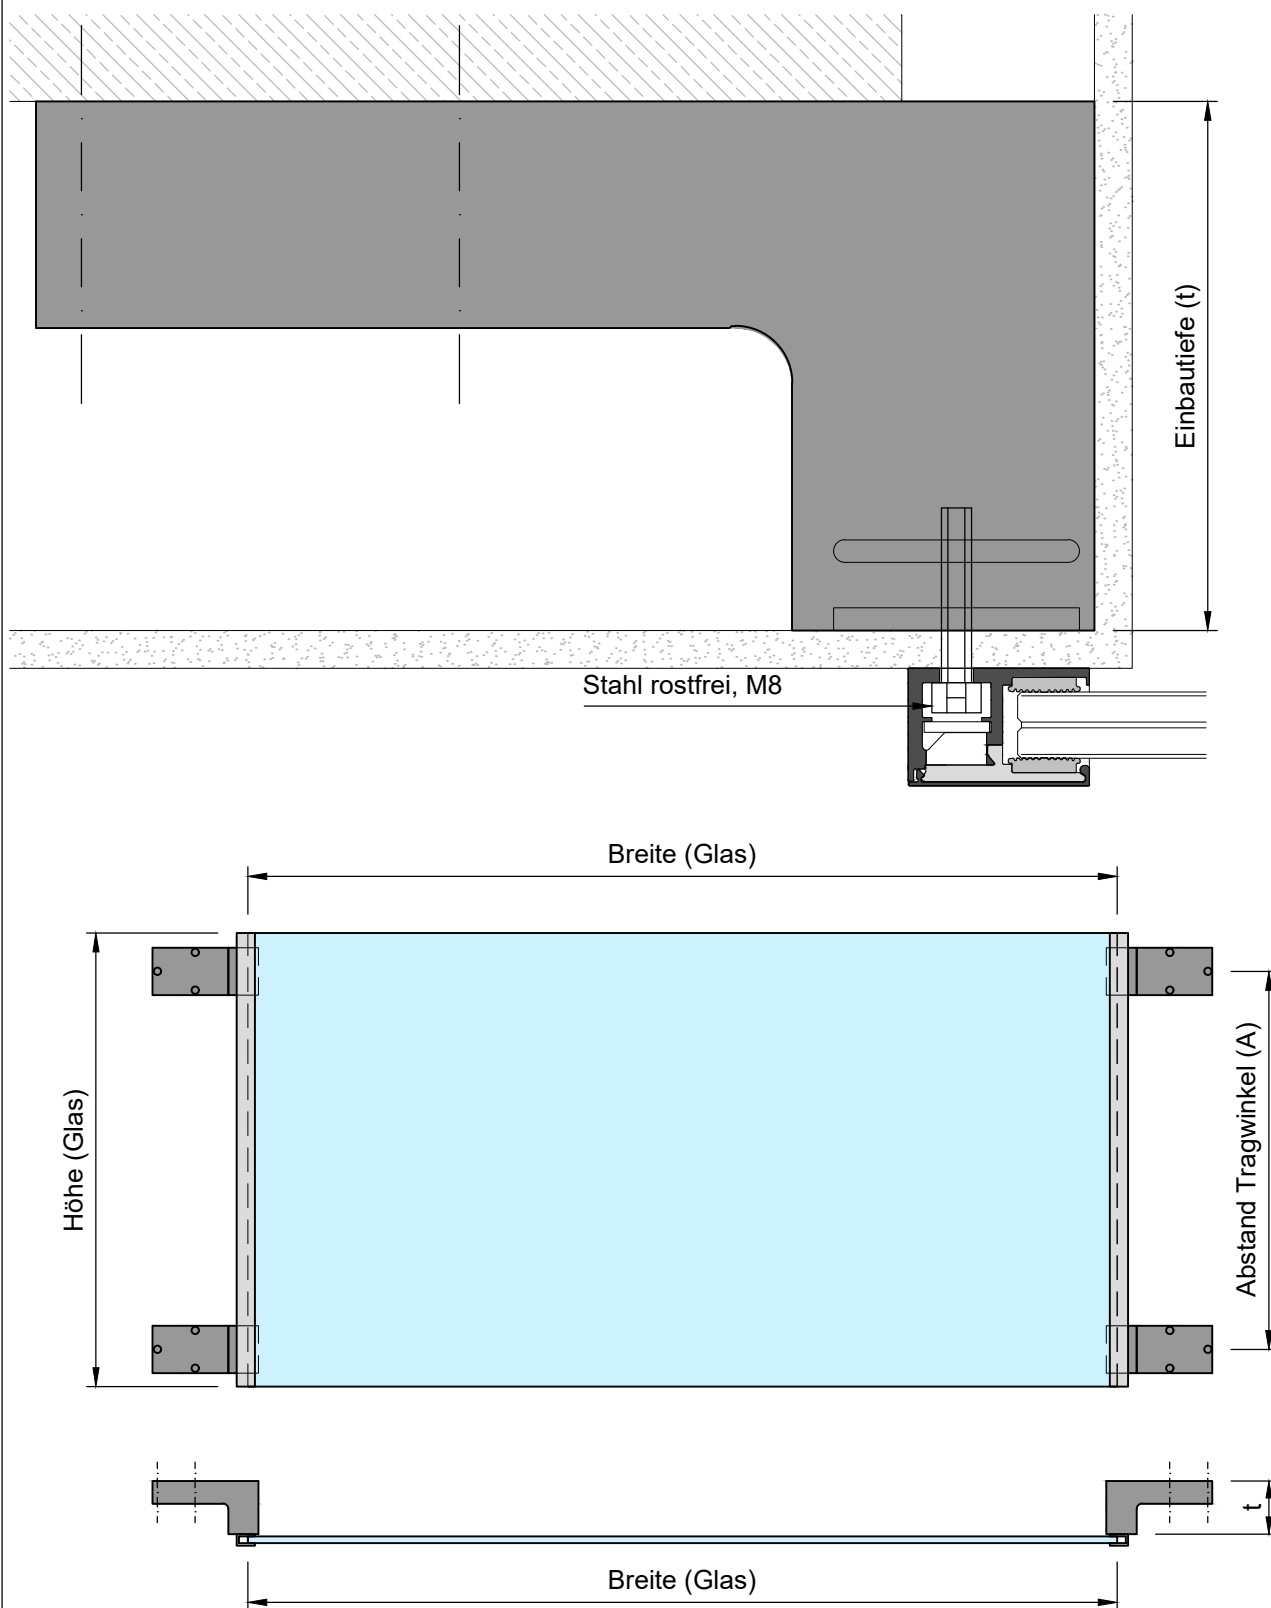 Einbautiefe (t)
Stahl rostfrei, M8
Breite (Glas)
Höhe (Glas)
Abstand Tragwinkel (A)
t
Breite (Glas)